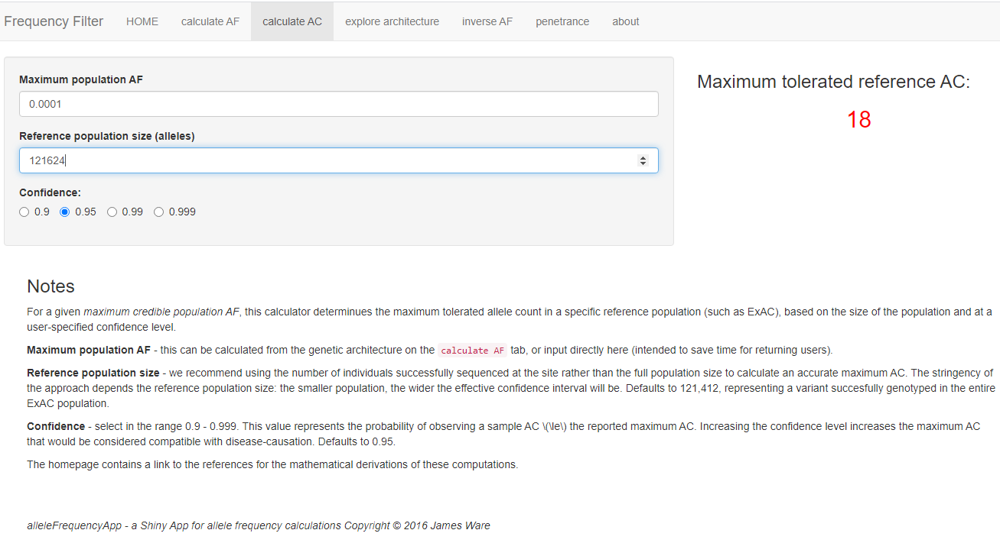 Frequency Filter HOME calculate AF calculate AC explore architecture inverse AF penetrance about
Maximum population AF
0.0001
Reference population size (alleles)
121624
Confidence:
0.9 0.95 0.99 0.999
Maximum tolerated reference AC:
18
Notes
For a given maximum credible population AF, this calculator determinues the maximum tolerated allele count in a specific reference population (such as ExAC), based on the size of the population and at a
user-specified confidence level.
Maximum population AF - this can be calculated from the genetic architecture on the calculate AF tab, or input directly here (intended to save time for returning users).
Reference population size - we recommend using the number of individuals successfully sequenced at the site rather than the full population size to calculate an accurate maximum AC. The stringency of
the approach depends the reference population size: the smaller population, the wider the effective confidence interval will be. Defaults to 121,412, representing a variant succesfully genotyped in the entire
ExAC population.
Confidence - select in the range 0.9 - 0.999. This value represents the probability of observing a sample AC \(\le\) the reported maximum AC. Increasing the confidence level increases the maximum AC
that would be considered compatible with disease-causation. Defaults to 0.95.
The homepage contains a link to the references for the mathematical derivations of these computations.
alleleFrequencyApp - a Shiny App for allele frequency calculations Copyright © 2016 James Ware